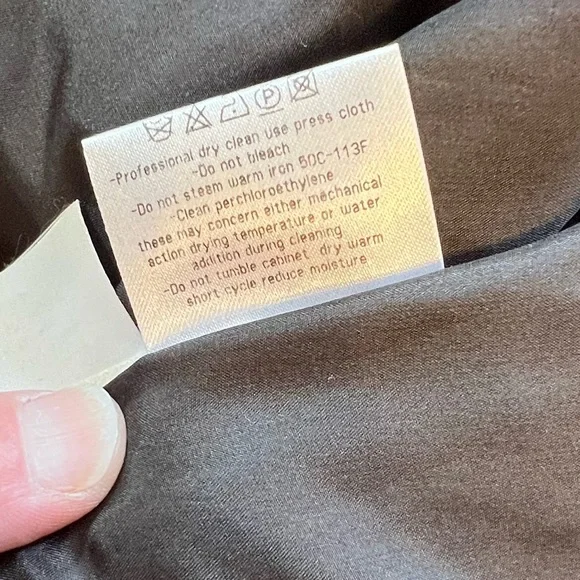 P
-Professional dry clean use press cloth
-Do not bleach
-Do not steam warm iron 50C-113F
-Clean perchloroethylene
these may concern either mechanical
action drying temperature or water
addition during cleaning
-Do not tumble cabinet dry warm
short cycle reduce moisture